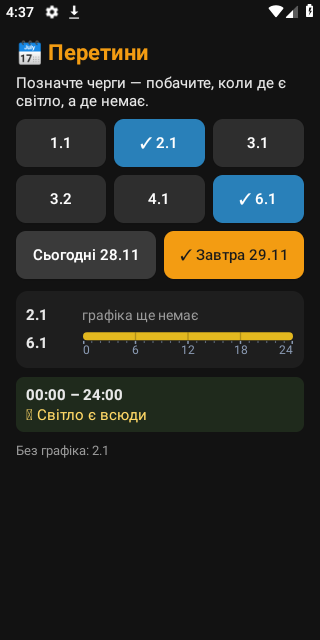 4:37
July
17
Перетини
Позначте черги — побачите, коли де є
світло, а де немає.
1.1
✓ 2.1
3.1
3.2
4.1
✓ 6.1
Сьогодні 28.11
✓ Завтра 29.11
2.1 графіка ще немає
6.1
0 6 12 18 24
00:00 – 24:00
Світло є всюди
Без графіка: 2.1